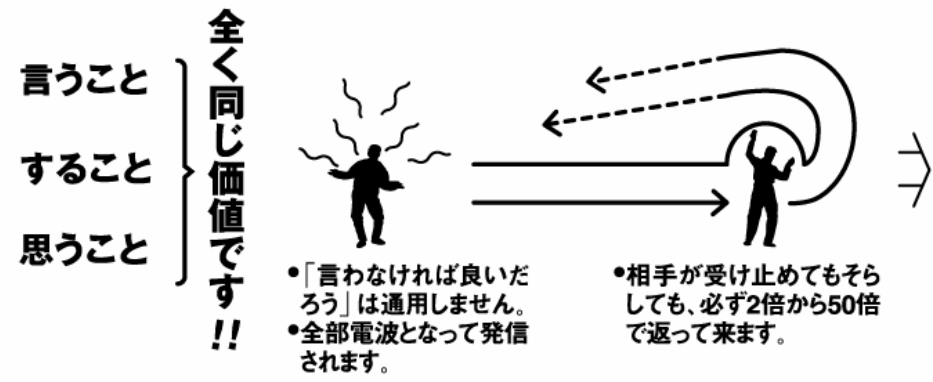 言うこと
すること
思うこと
全く同じ価値です!!
●「言わなければ良いだ
ろう」は通用しません。
●全部電波となって発信
されます。
●相手が受け止めてもそら
しても、必ず2倍から50倍
で返って来ます。